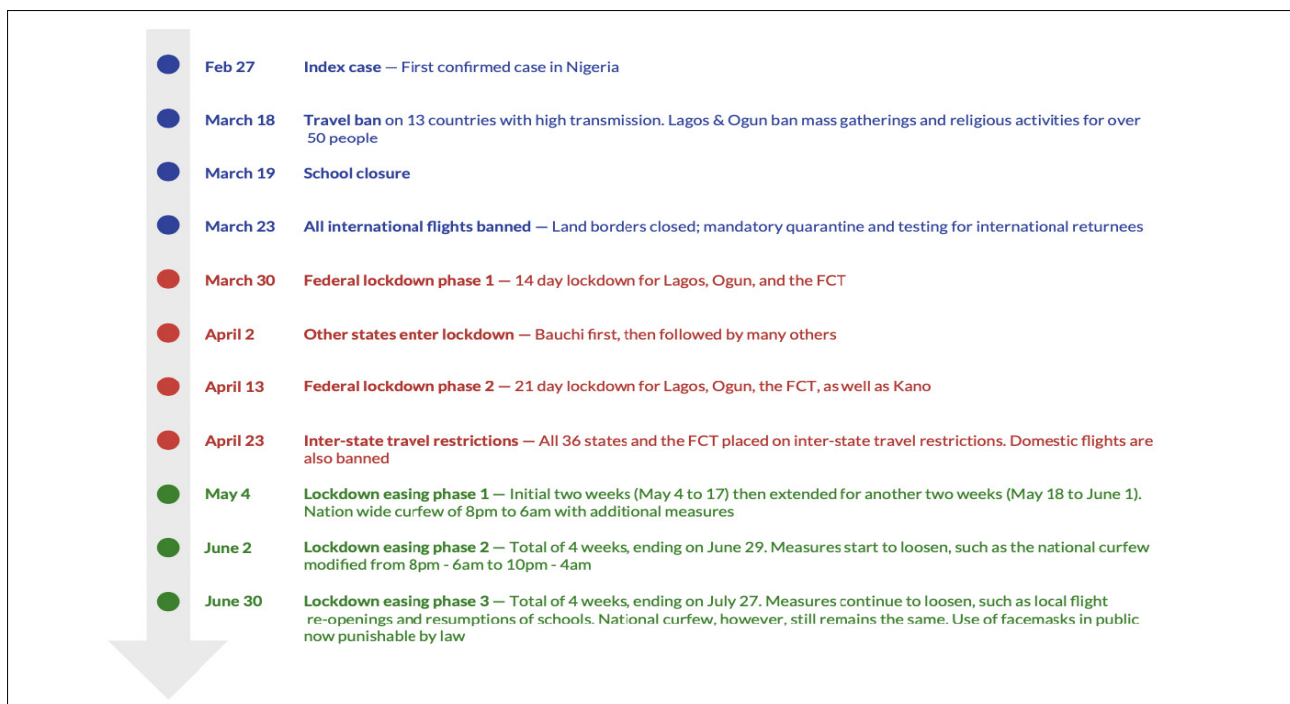 Feb 27 Index case — First confirmed case in Nigeria
March 18 Travel ban on 13 countries with high transmission. Lagos & Ogun ban mass gatherings and religious activities for over
50 people
March 19 School closure
March 23 All international flights banned — Land borders closed; mandatory quarantine and testing for international returnees
March 30 Federal lockdown phase 1 — 14 day lockdown for Lagos, Ogun, and the FCT
April 2 Other states enter lockdown — Bauchi first, then followed by many others
April 13 Federal lockdown phase 2 — 21 day lockdown for Lagos, Ogun, the FCT, as well as Kano
April 23 Inter-state travel restrictions — All 36 states and the FCT placed on inter-state travel restrictions. Domestic flights are
also banned
May 4 Lockdown easing phase 1 — Initial two weeks (May 4 to 17) then extended for another two weeks (May 18 to June 1).
Nation wide curfew of 8pm to 6am with additional measures
June 2 Lockdown easing phase 2 — Total of 4 weeks, ending on June 29. Measures start to loosen, such as the national curfew
modified from 8pm - 6am to 10pm - 4am
June 30 Lockdown easing phase 3 — Total of 4 weeks, ending on July 27. Measures continue to loosen, such as local flight
re-openings and resumptions of schools. National curfew, however, still remains the same. Use of facemasks in public
now punishable by law